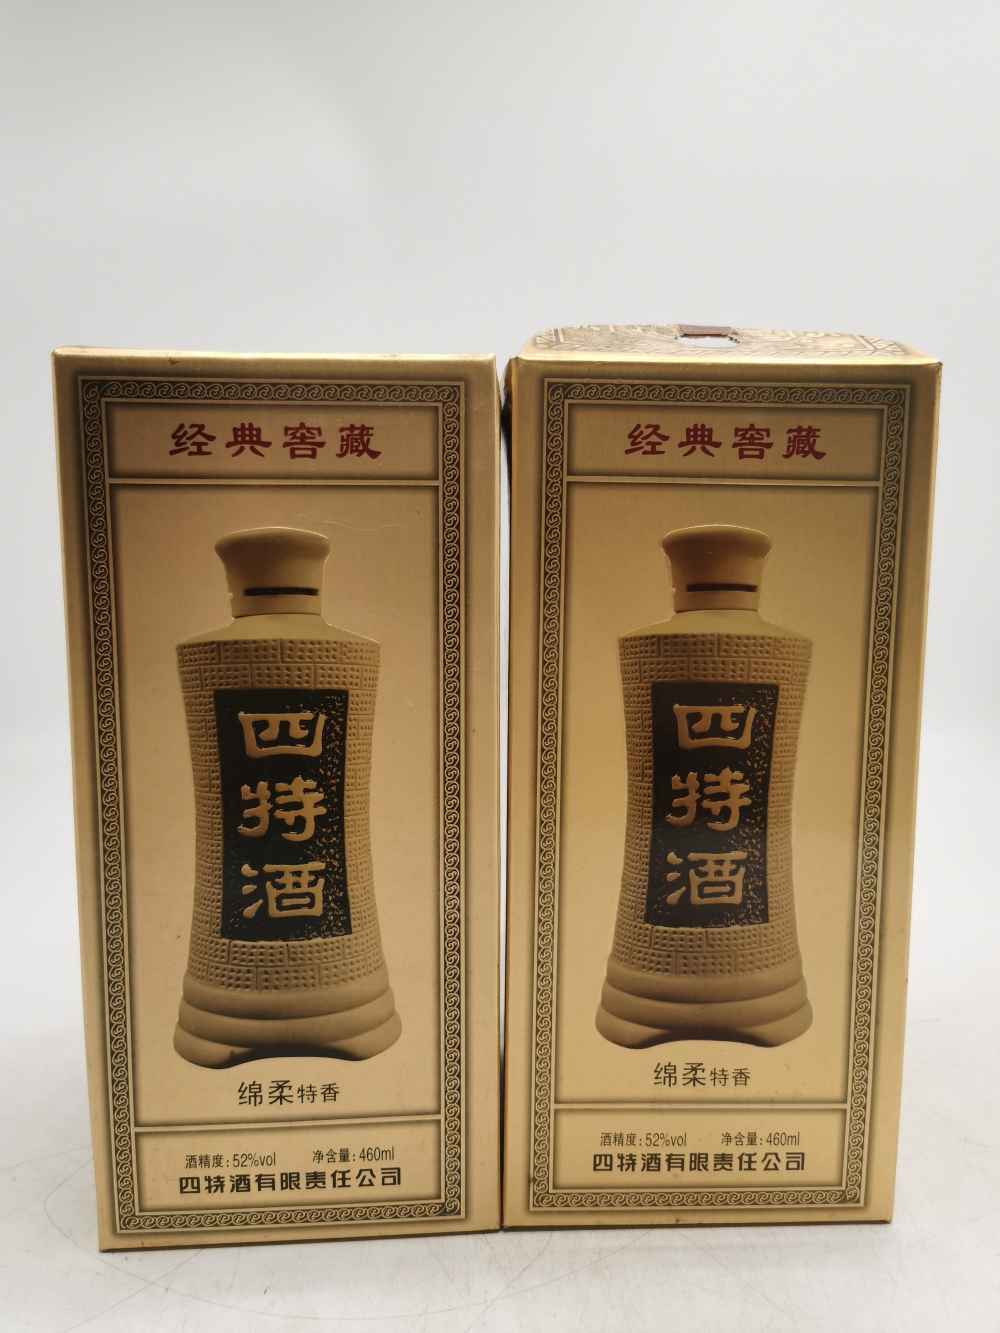 经典窖藏
四
特
酒
绵柔特香
酒精度:52%vol 净含量:460ml
四特酒有限责任公司
经典窖藏
四
特
酒
绵柔特香
酒精度:52%vol 净含量:460ml
四特酒有限责任公司